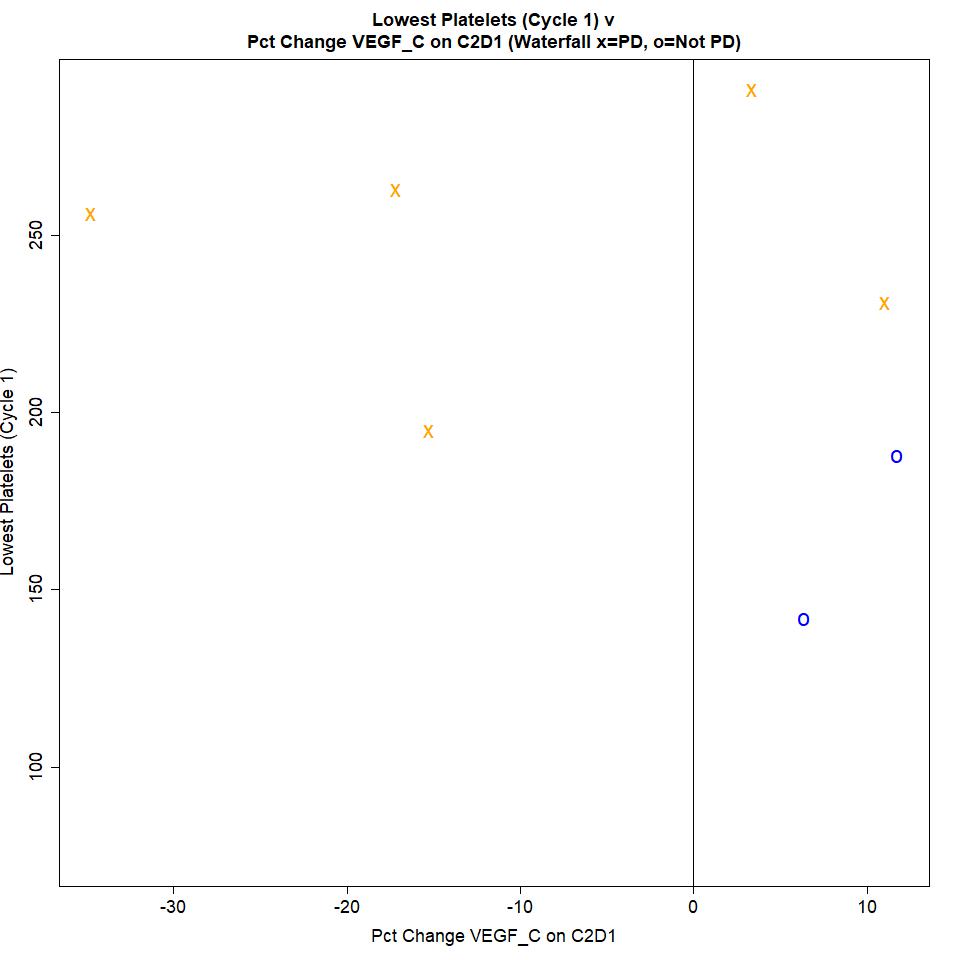 Lowest Platelets (Cycle 1) v
Pct Change VEGF_C on C2D1 (Waterfall x=PD, o=Not PD)
X
X
X
250
X
Lowest Platelets (Cycle 1)
200
X
O
150
O
100
-30 -20 -10 0 10
Pct Change VEGF_C on C2D1